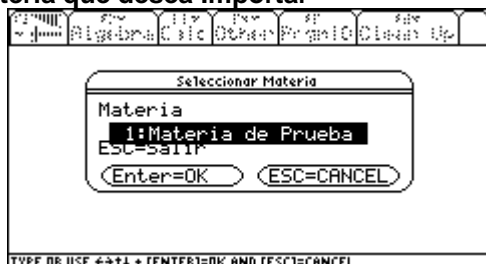 teria que desea importar
Algebra Calc Other PrgmIO Clean Up
Seleccionar Materia
Materia
1:Materia de Prueba
ESC=Salir
Enter=OK ESC=CANCEL
TYPE OR USE ←→↑↓ + [ENTER]=OK AND [ESC]=CANCEL